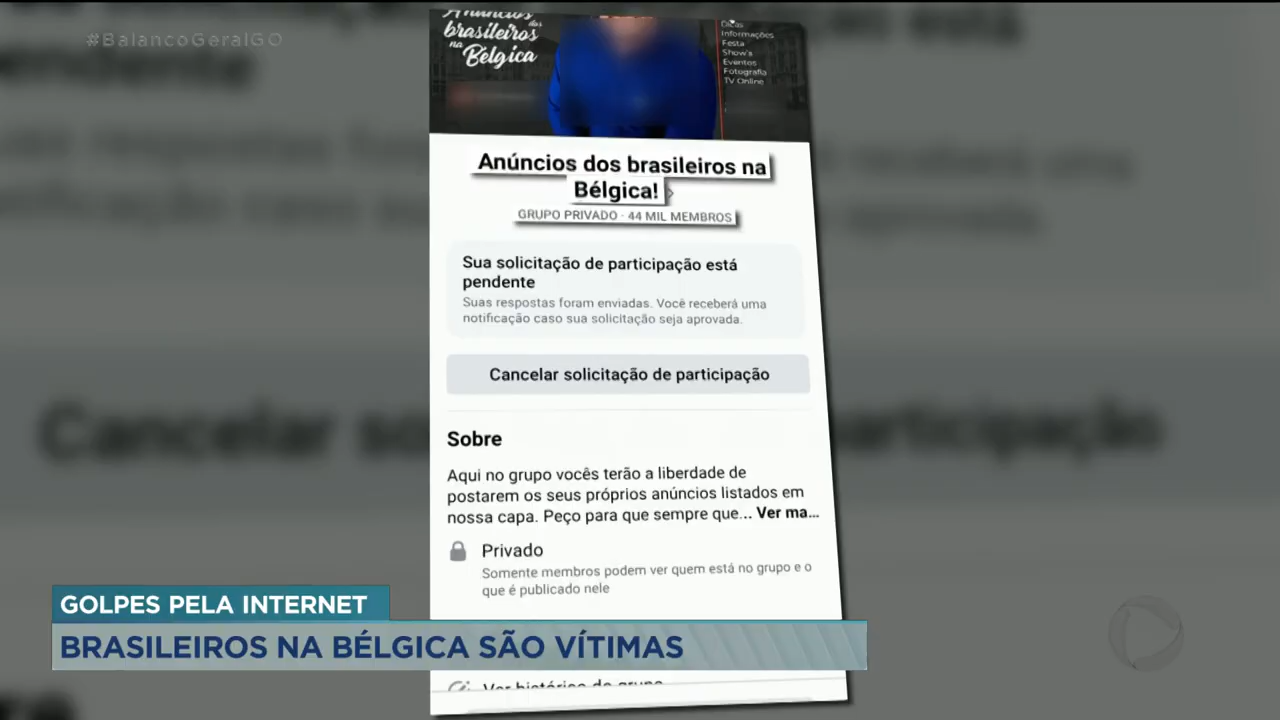 #BalancoGeralGO
Anúncios dos
brasileiros
na Bélgica
Dicas
Informações
Festa
Show's
Eventos
Fotografia
TV Online
Anúncios dos brasileiros na
Bélgica!
GRUPO PRIVADO · 44 MIL MEMBROS
Sua solicitação de participação está
pendente
Suas respostas foram enviadas. Você receberá uma
notificação caso sua solicitação seja aprovada.
Cancelar solicitação de participação
Sobre
Aqui no grupo vocês terão a liberdade de
postarem os seus próprios anúncios listados em
nossa capa. Peço para que sempre que... Ver ma...
Privado
Somente membros podem ver quem está no grupo e o
que é publicado nele
GOLPES PELA INTERNET
BRASILEIROS NA BÉLGICA SÃO VÍTIMAS
Ver histórico do grupo